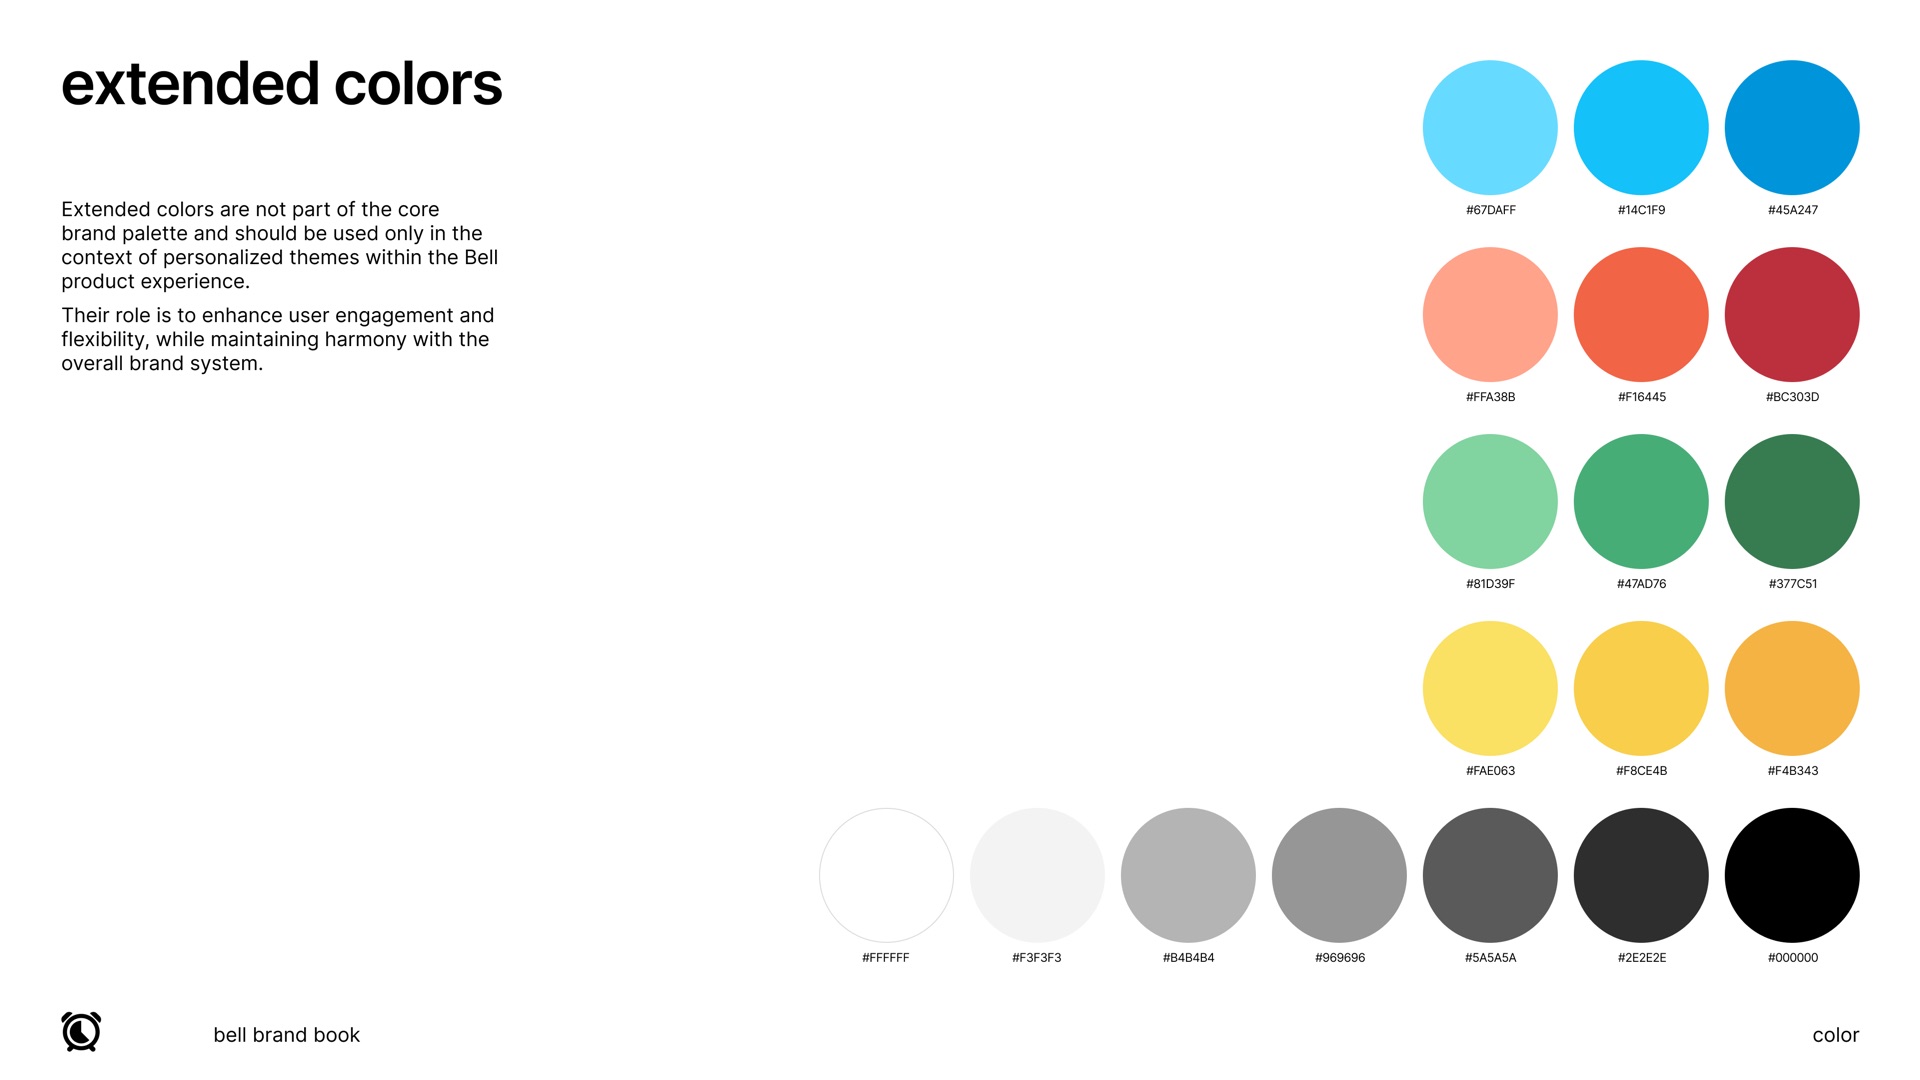 extended colors
Extended colors are not part of the core
brand palette and should be used only in the
context of personalized themes within the Bell
product experience.
Their role is to enhance user engagement and
flexibility, while maintaining harmony with the
overall brand system.
#67DAFF #14C1F9 #45A247
#FFA38B #F16445 #BC303D
#81D39F #47AD76 #377C51
#FAE063 #F8CE4B #F4B343
#FFFFFF #F3F3F3 #B4B4B4 #969696 #5A5A5A #2E2E2E #000000
bell brand book
color